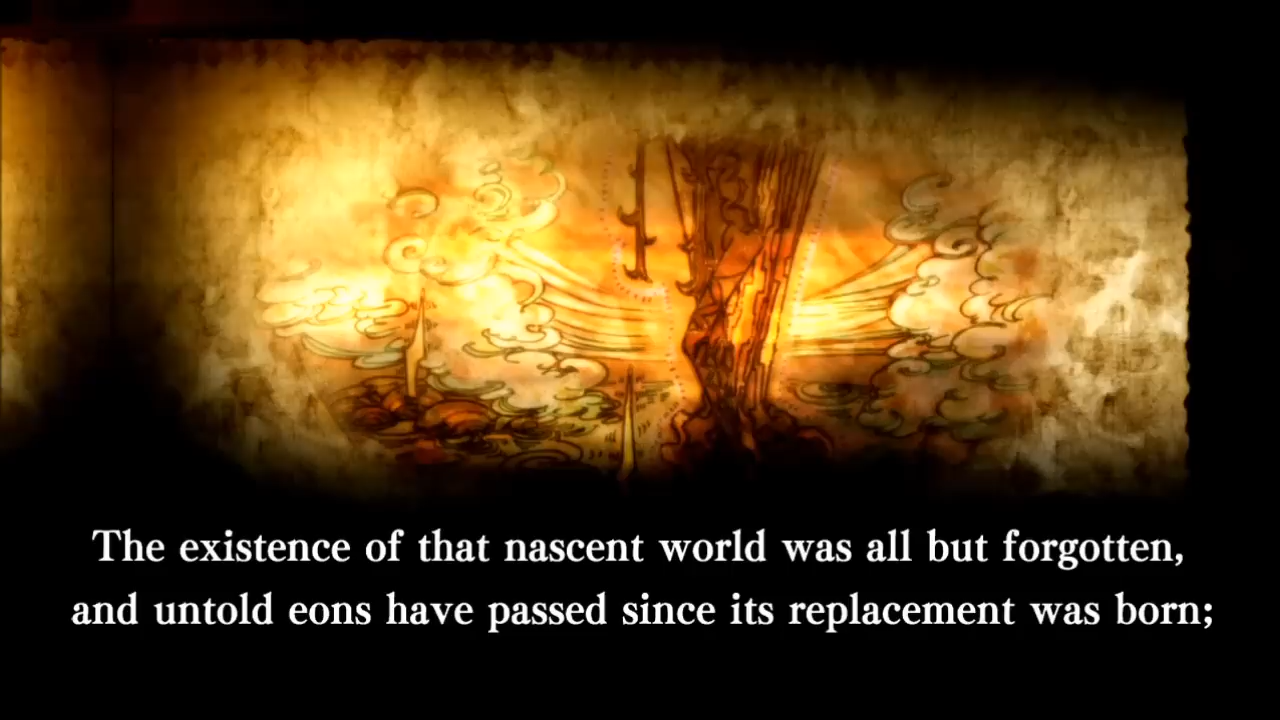 The existence of that nascent world was all but forgotten,
and untold eons have passed since its replacement was born;